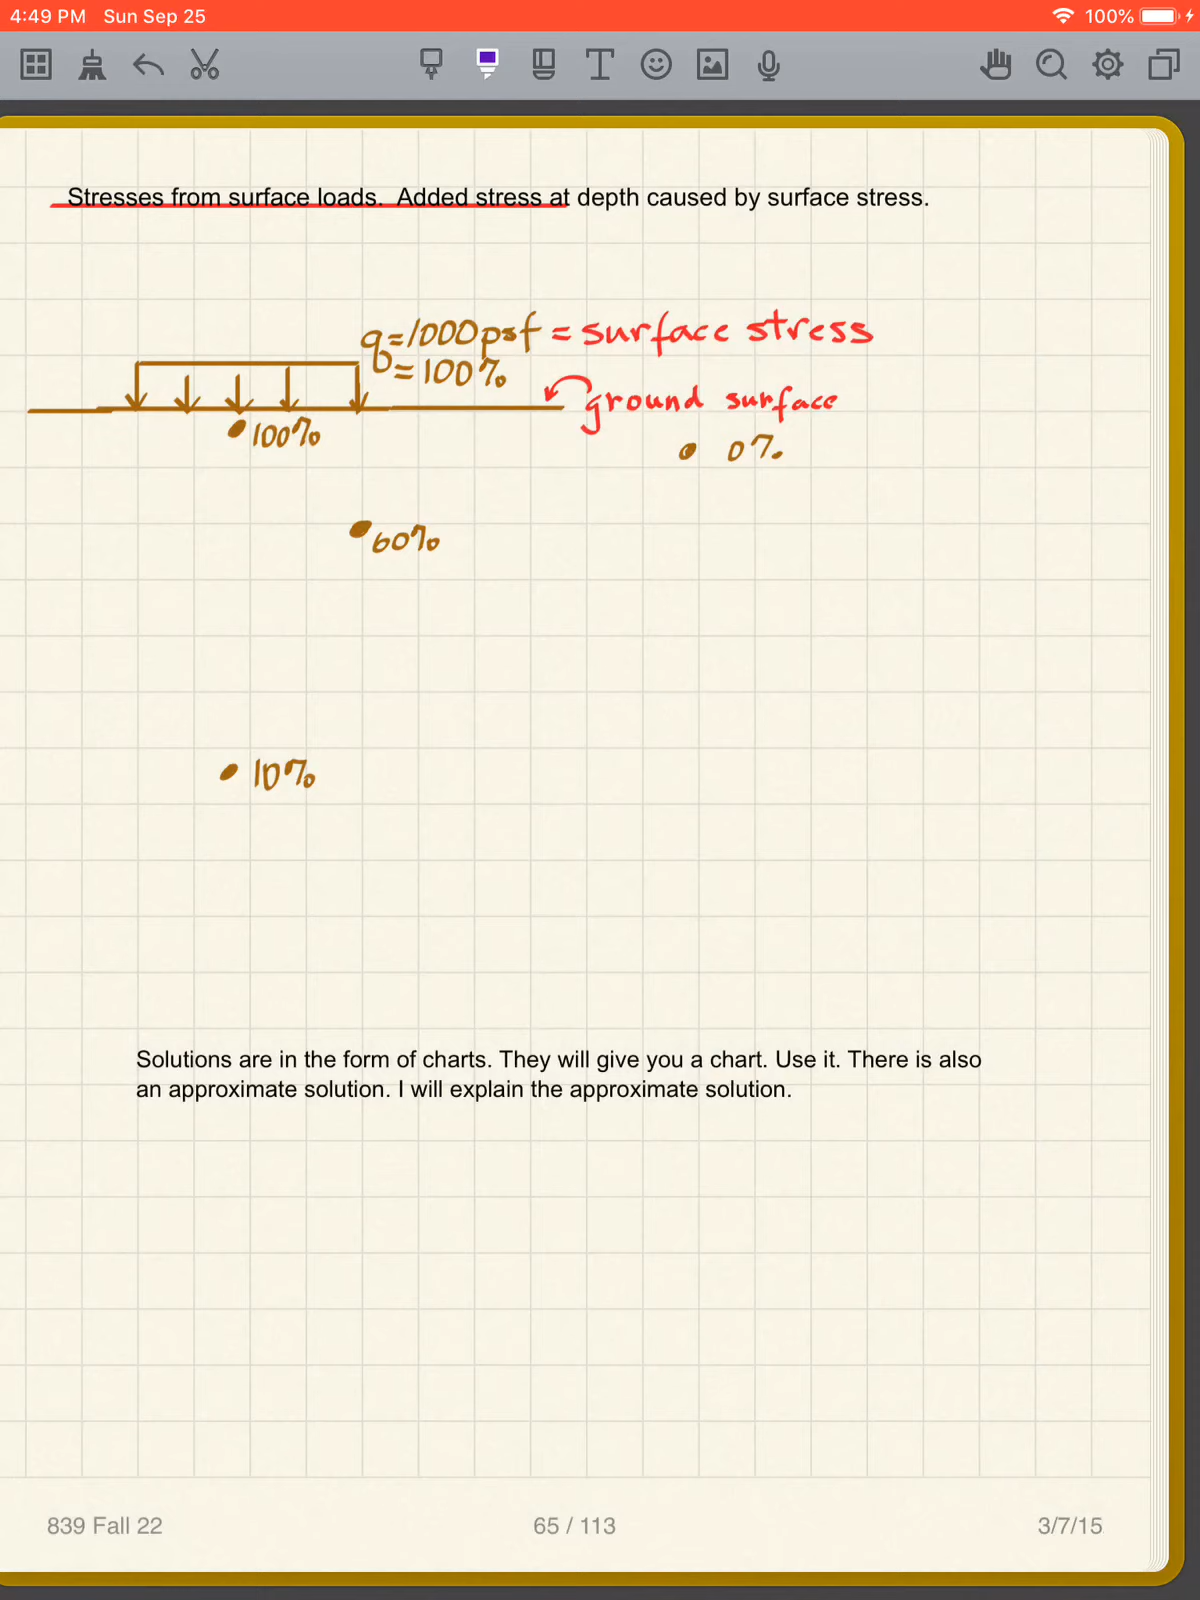 4:49 PM Sun Sep 25
100%
Stresses from surface loads. Added stress at depth caused by surface stress.
q=1000psf = surface stress
= 100%
ground surface
100%
0%
60%
10%
Solutions are in the form of charts. They will give you a chart. Use it. There is also
an approximate solution. I will explain the approximate solution.
839 Fall 22
65 / 113
3/7/15